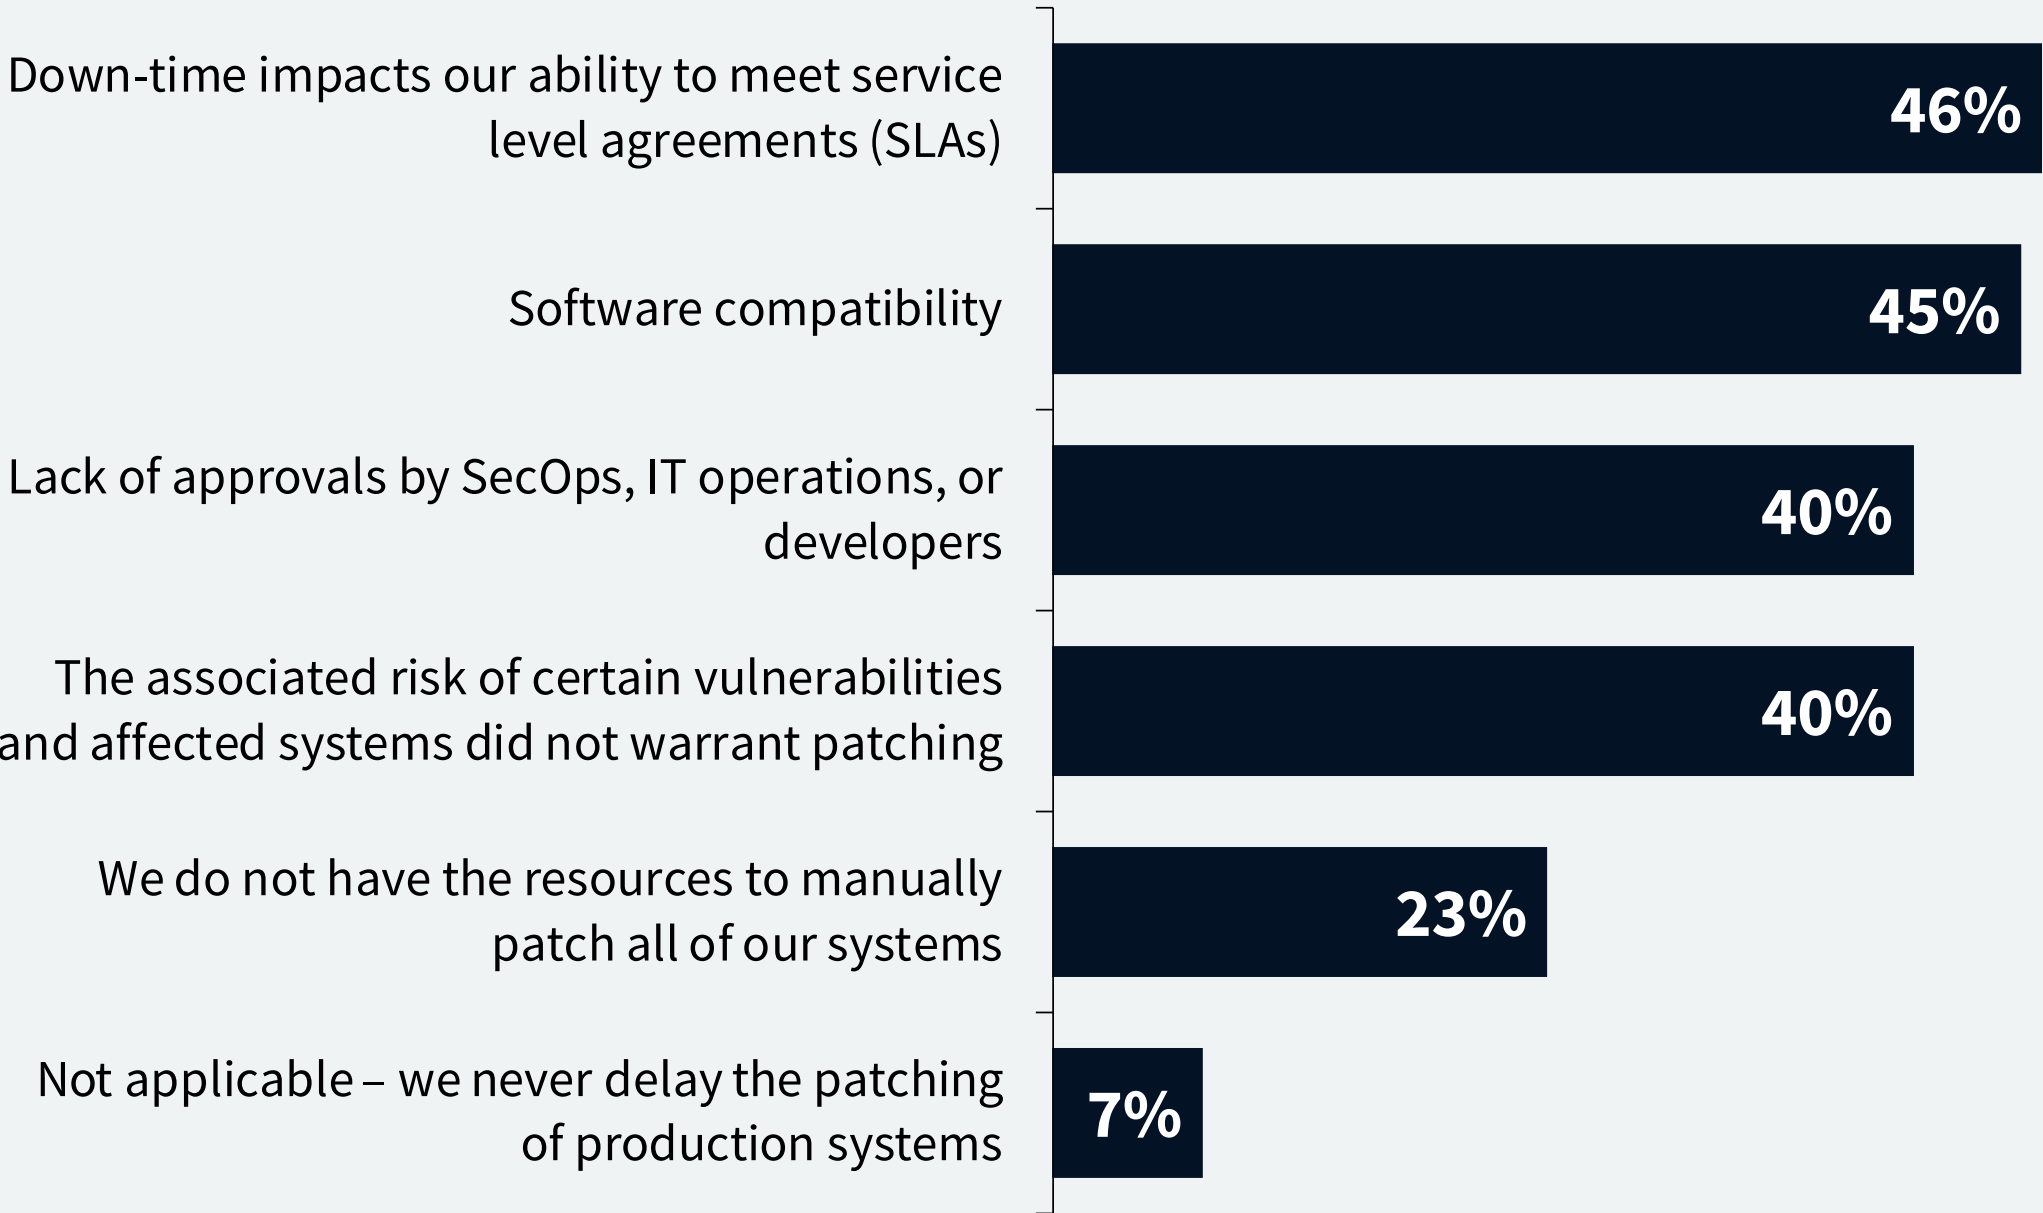 Down-time impacts our ability to meet service
level agreements (SLAs)
46%
Software compatibility
45%
Lack of approvals by SecOps, IT operations, or
developers
40%
The associated risk of certain vulnerabilities
and affected systems did not warrant patching
40%
We do not have the resources to manually
patch all of our systems
23%
Not applicable – we never delay the patching
of production systems
7%